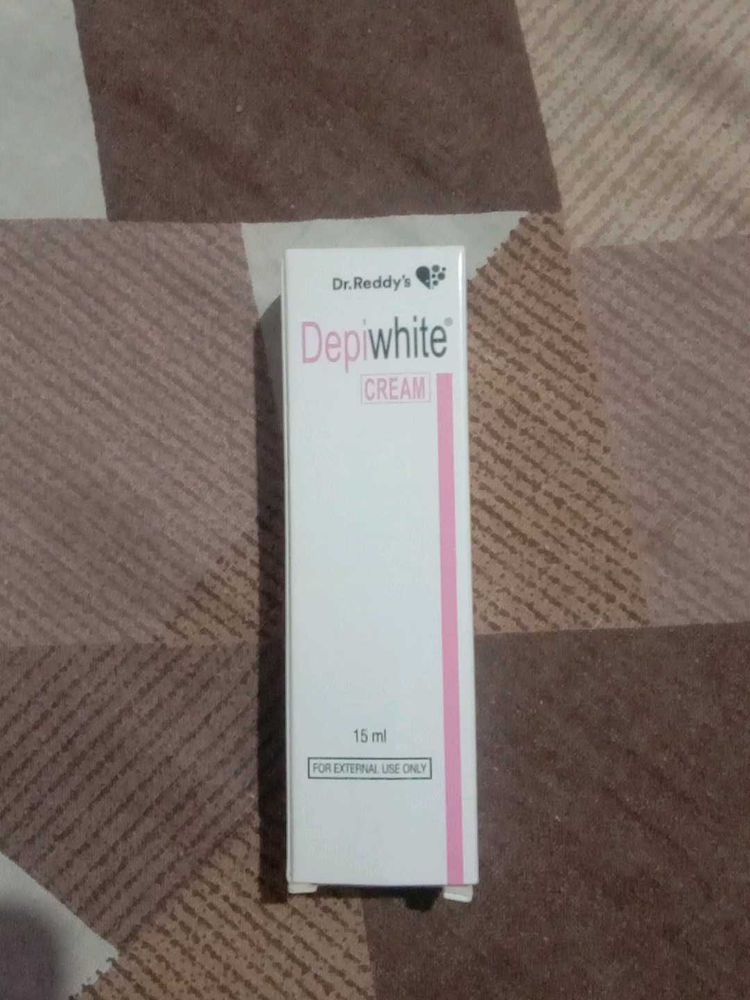 Dr.Reddy's
Depiwhite®
CREAM
15 ml
FOR EXTERNAL USE ONLY